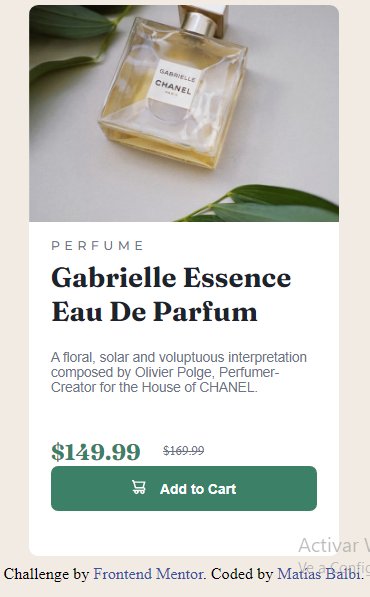 GABRIELLE
CHANEL
PARIS
PERFUME
Gabrielle Essence
Eau De Parfum
A floral, solar and voluptuous interpretation
composed by Olivier Polge, Perfumer-
Creator for the House of CHANEL.
$149.99 $169.99
Add to Cart
Activar
Ve a Config
Challenge by Frontend Mentor. Coded by Matias Balbi.